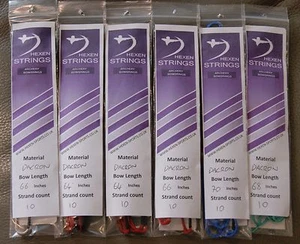 HEXEN
STRINGS
Material
DACRON
Bow Length
66 Inches
Strand count
10
HEXEN
STRINGS
Material
DACRON
Bow Length
64 Inches
Strand count
10
HEXEN
STRINGS
Material
DACRON
Bow Length
64 Inches
Strand count
10
HEXEN
STRINGS
Material
DACRON
Bow Length
66 Inches
Strand count
10
HEXEN
STRINGS
Material
DACRON
Bow Length
70 Inches
Strand count
10
HEXEN
STRINGS
Material
DACRON
Bow Length
68 Inches
Strand count
10